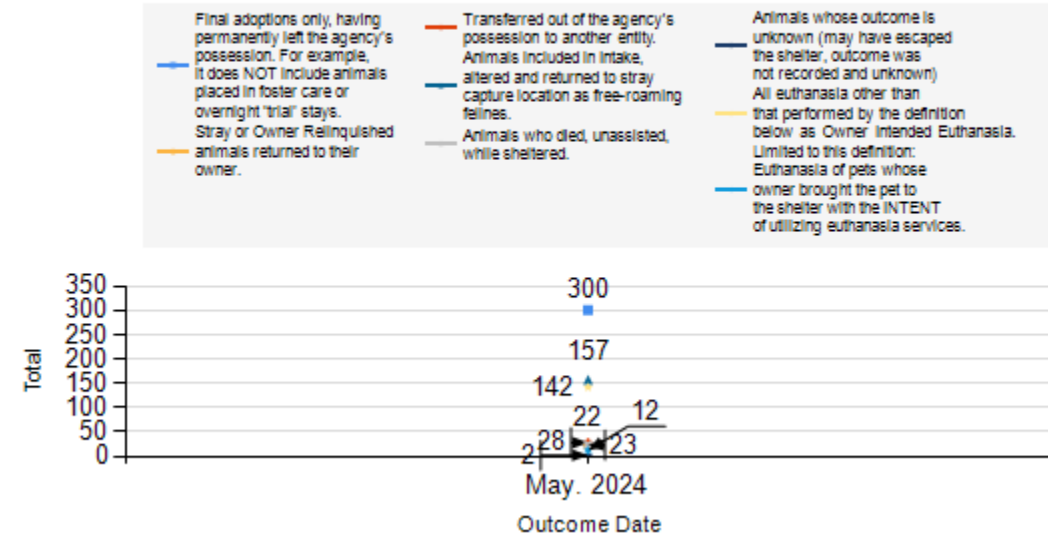 Final adoptions only, having
permanently left the agency's
possession. For example,
it does NOT include animals
placed in foster care or
overnight "trial" stays.
Stray or Owner Relinquished
animals returned to their
owner.
Transferred out of the agency's
possession to another entity.
Animals included in intake,
altered and returned to stray
capture location as free-roaming
felines.
Animals who died, unassisted,
while sheltered.
Animals whose outcome is
unknown (may have escaped
the shelter, outcome was
not recorded and unknown)
All euthanasia other than
that performed by the definition
below as Owner Intended Euthanasia.
Limited to this definition:
Euthanasia of pets whose
owner brought the pet to
the shelter with the INTENT
of utilizing euthanasia services.
Total
350
300
250
200
150
100
50
0
300
157
142
22
12
28
23
2
May. 2024
Outcome Date